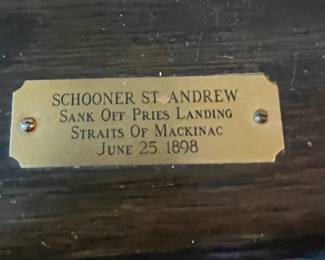 SCHOONER ST. ANDREW
SANK OFF PRIES LANDING
STRAITS OF MACKINAC
JUNE 25 1898